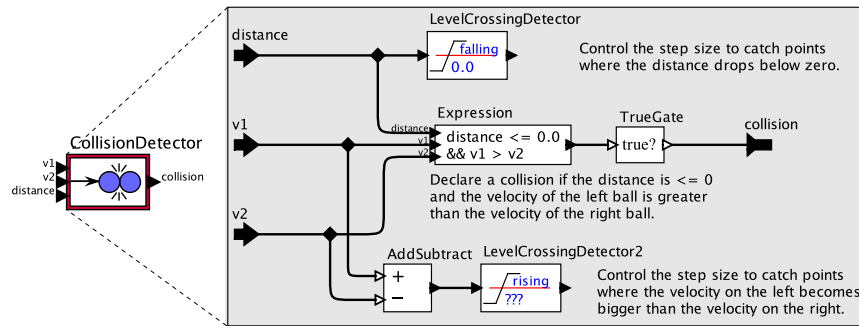 LevelCrossingDetector
distance
falling
0.0
Control the step size to catch points
where the distance drops below zero.
Expression
TrueGate
v1
distance
v1
v2
distance <= 0.0
&& v1 > v2
true?
collision
CollisionDetector
v1
v2
distance
collision
Declare a collision if the distance is <= 0
and the velocity of the left ball is greater
than the velocity of the right ball.
v2
AddSubtract
LevelCrossingDetector2
+
−
rising
???
Control the step size to catch points
where the velocity on the left becomes
bigger than the velocity on the right.